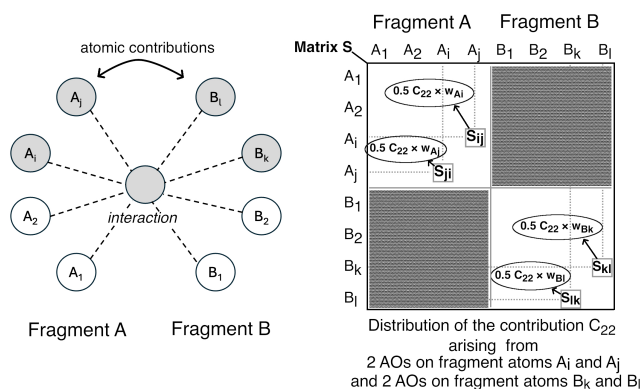 atomic contributions
Aj
Bl
Ai
Bk
A2
interaction
B2
A1
B1
Fragment A
Fragment B
Fragment A Fragment B
Matrix S A1 A2 Ai Aj B1 B2 Bk Bl
A1
0.5 C22 × wAi
A2
Sij
Ai
0.5 C22 × wAj
Aj
Sji
B1
B2
0.5 C22 × wBk
Bk
Skl
0.5 C22 × wBl
Bl
Slk
Distribution of the contribution C22
arising from
2 AOs on fragment atoms Ai and Aj
and 2 AOs on fragment atoms Bk and Bl